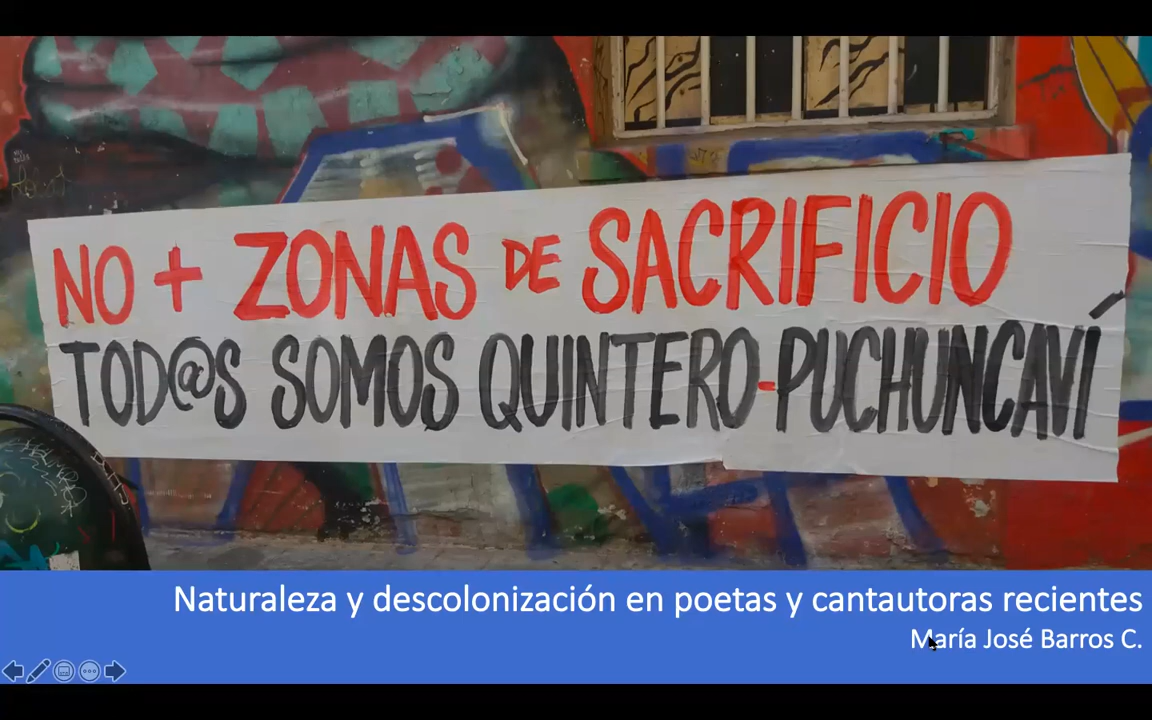 NO + ZONAS DE SACRIFICIO
TOD@S SOMOS QUINTERO-PUCHUNCAVÍ
Naturaleza y descolonización en poetas y cantautoras recientes
María José Barros C.